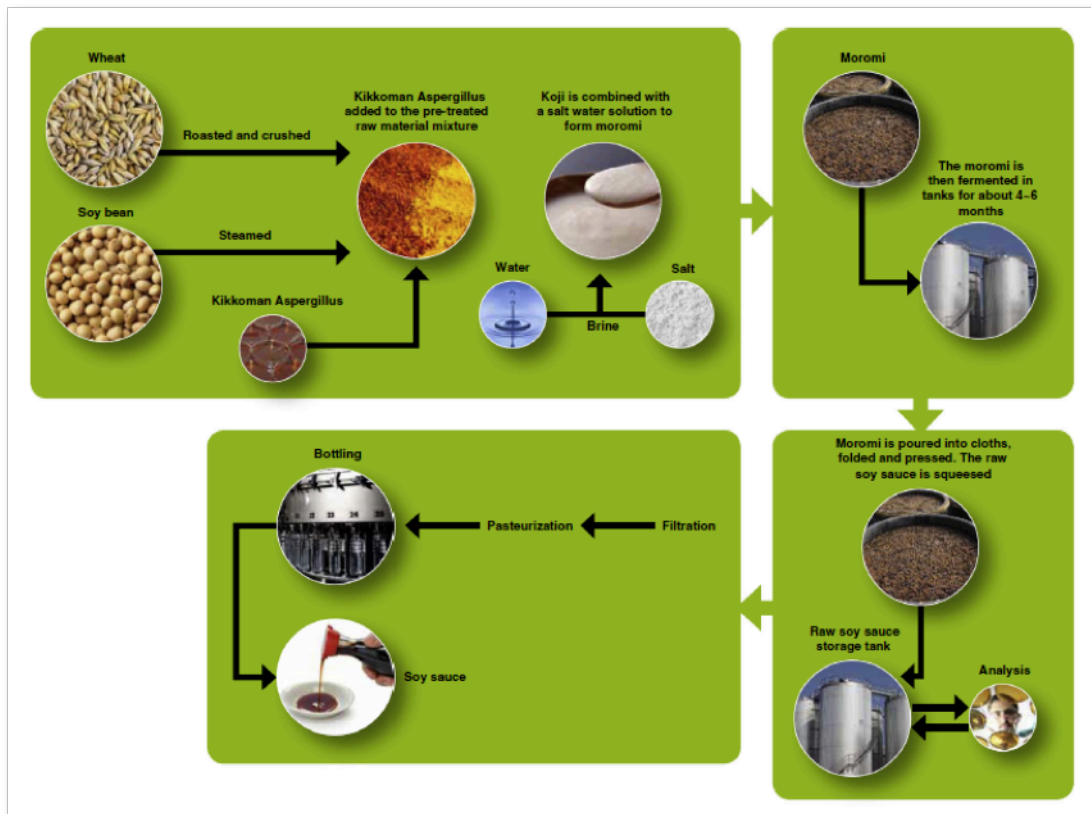 Wheat
Roasted and crushed
Soy bean
Steamed
Kikkoman Aspergillus
Kikkoman Aspergillus
added to the pre-treated
raw material mixture
Koji is combined with
a salt water solution to
form moromi
Water
Salt
Brine
Moromi
The moromi is
then fermented in
tanks for about 4–6
months
Moromi is poured into cloths,
folded and pressed. The raw
soy sauce is squeesed
Raw soy sauce
storage tank
Analysis
Filtration
Pasteurization
Bottling
Soy sauce